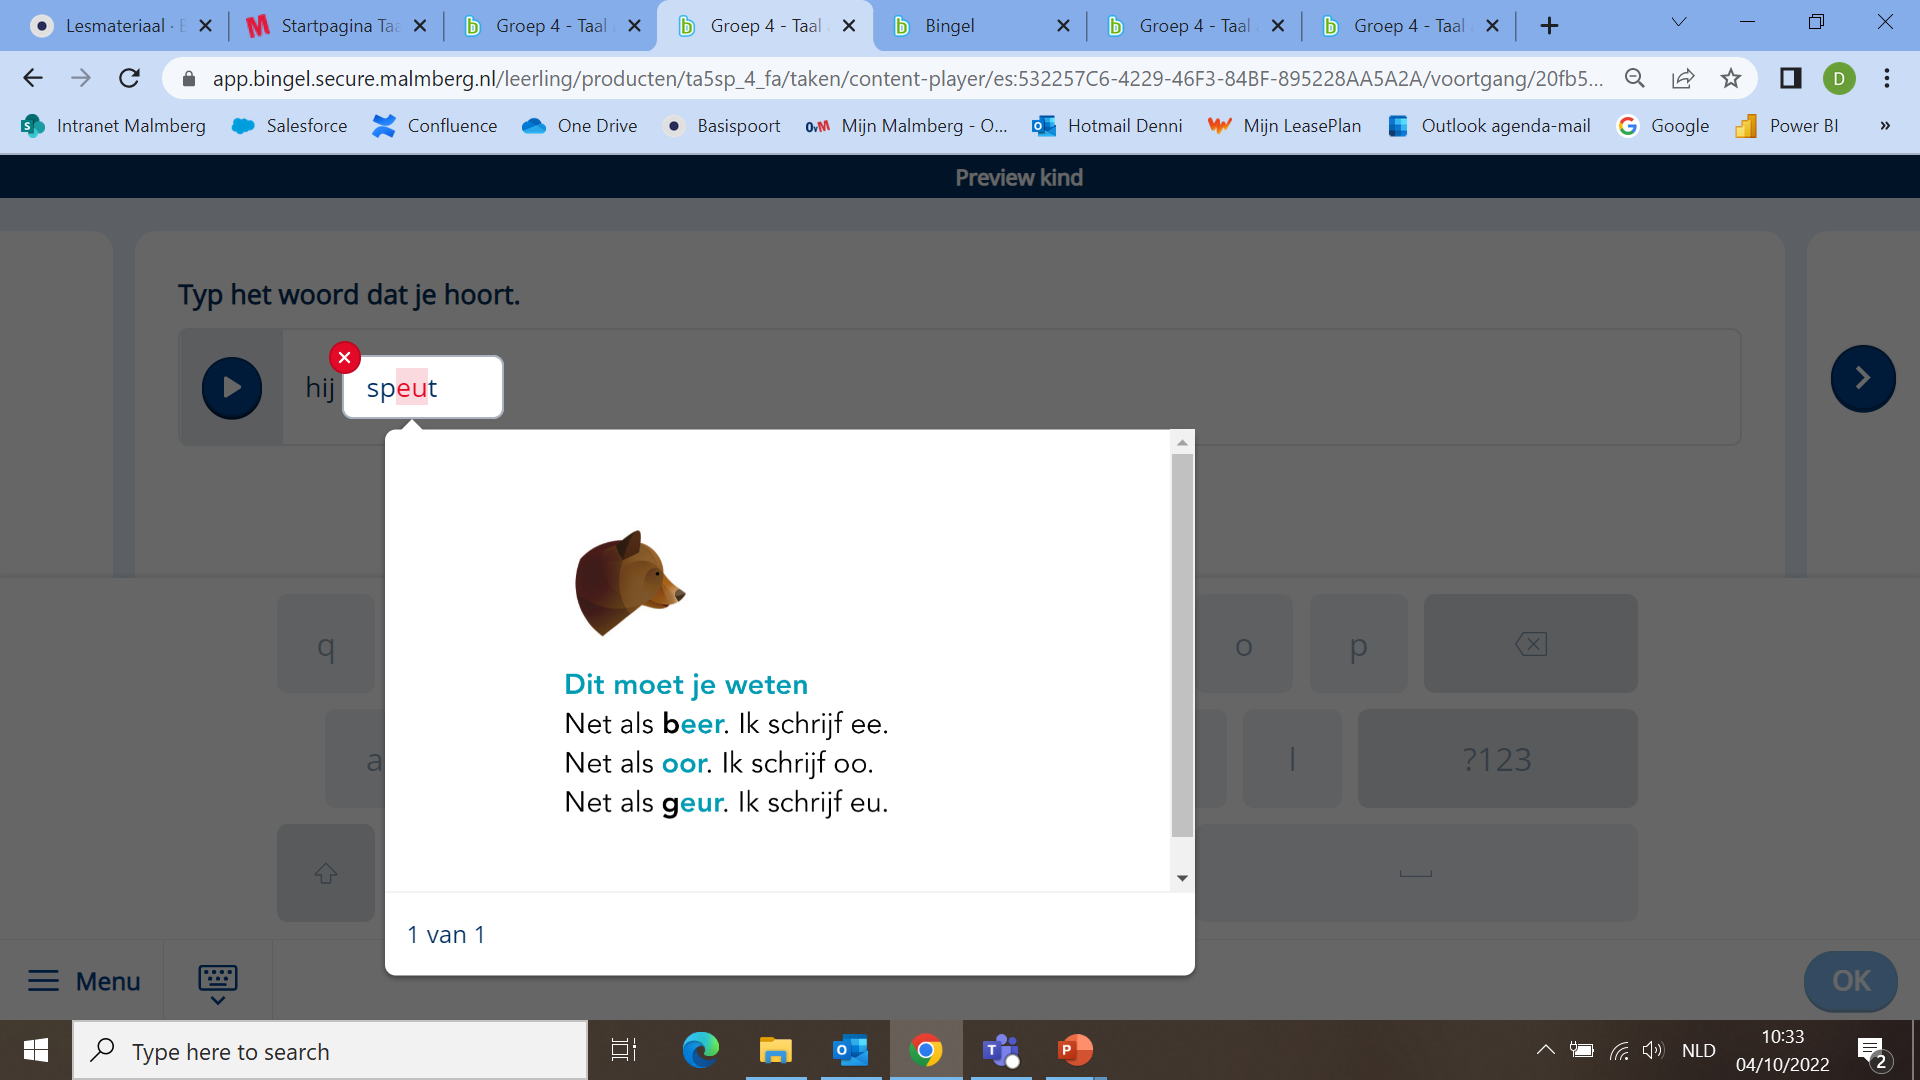 Lesmateriaal · B
Startpagina Taa
Groep 4 - Taal a
Groep 4 - Taal a
Bingel
Groep 4 - Taal a
Groep 4 - Taal a
app.bingel.secure.malmberg.nl/leerling/producten/ta5sp_4_fa/taken/content-player/es:532257C6-4229-46F3-84BF-895228AA5A2A/voortgang/20fb5...
D
Intranet Malmberg
Salesforce
Confluence
One Drive
Basispoort
Mijn Malmberg - O...
Hotmail Denni
Mijn LeasePlan
Outlook agenda-mail
Google
Power BI
»
Preview kind
Typ het woord dat je hoort.
hij speut
Dit moet je weten
Net als beer. Ik schrijf ee.
Net als oor. Ik schrijf oo.
Net als geur. Ik schrijf eu.
1 van 1
q
o
p
a
l
?123
Menu
OK
Type here to search
NLD
10:33
04/10/2022
2